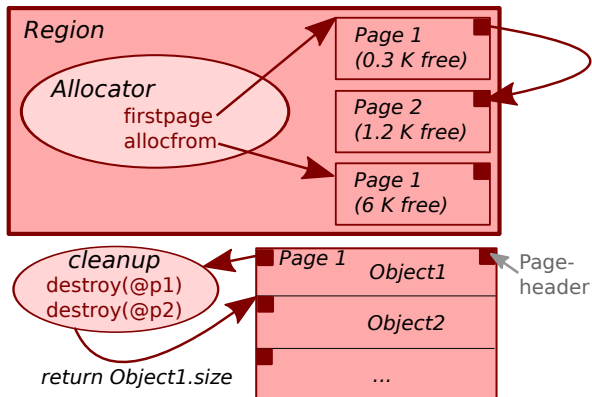 Region
Page 1
(0.3 K free)
Allocator
firstpage
allocfrom
Page 2
(1.2 K free)
Page 1
(6 K free)
cleanup
destroy(@p1)
destroy(@p2)
return Object1.size
Page 1
Object1
Object2
...
Page-
header